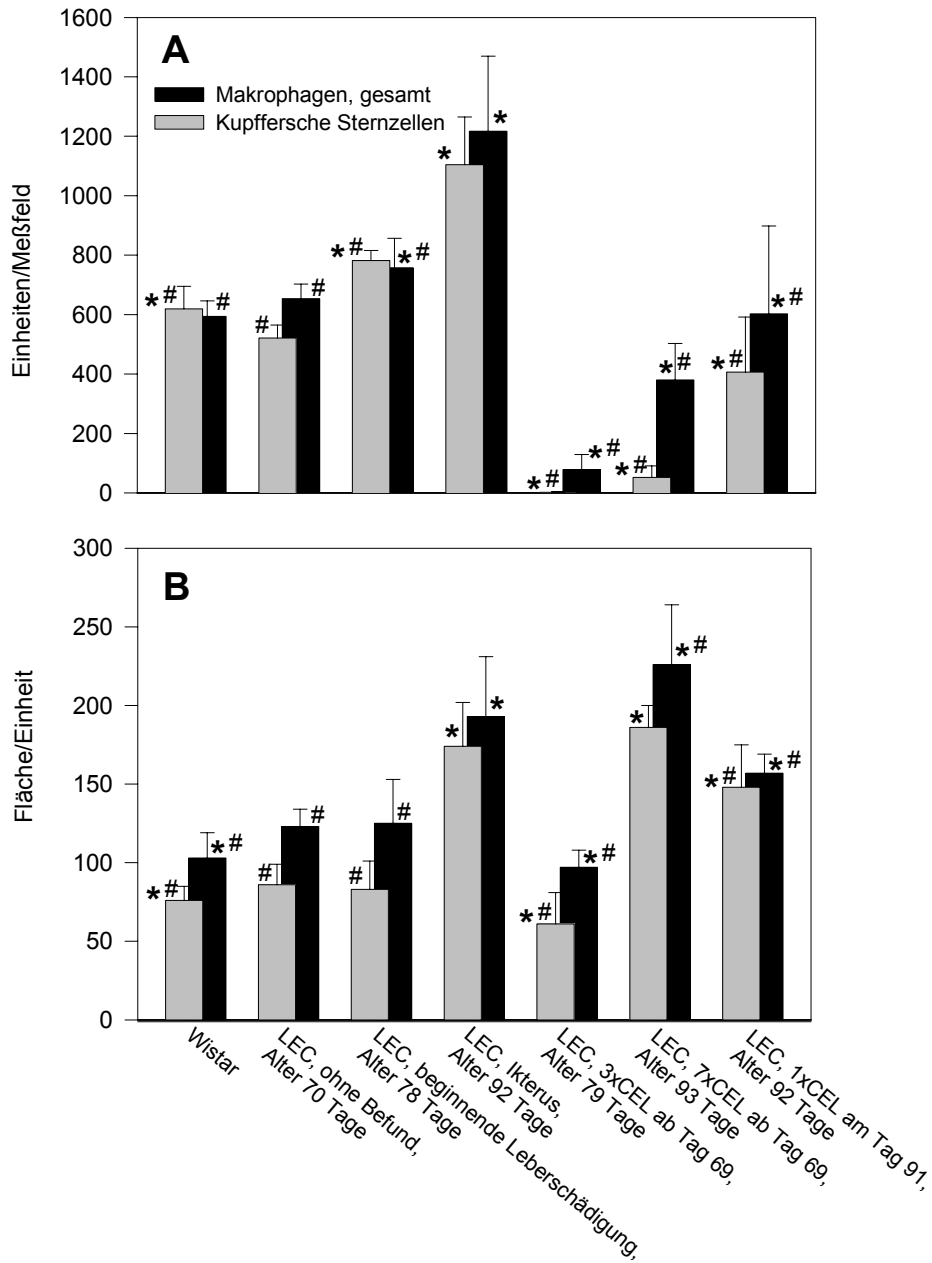 1600
1400
1200
1000
800
600
400
200
0
Einheiten/Meßfeld
A
Makrophagen, gesamt
Kupffersche Sternzellen
* # #
# #
* # * #
* *
* # * #
* # * #
* # * #
300
250
200
150
100
50
0
Fläche/Einheit
B
* # * #
# #
# #
* *
* # * #
* * #
* # * #
Wistar
LEC, ohne Befund,
Alter 70 Tage
LEC, beginnende Leberschädigung,
Alter 78 Tage
LEC, Ikterus,
Alter 92 Tage
LEC, 3xCEL ab Tag 69,
Alter 79 Tage
LEC, 7xCEL ab Tag 69,
Alter 93 Tage
LEC, 1xCEL am Tag 91,
Alter 92 Tage